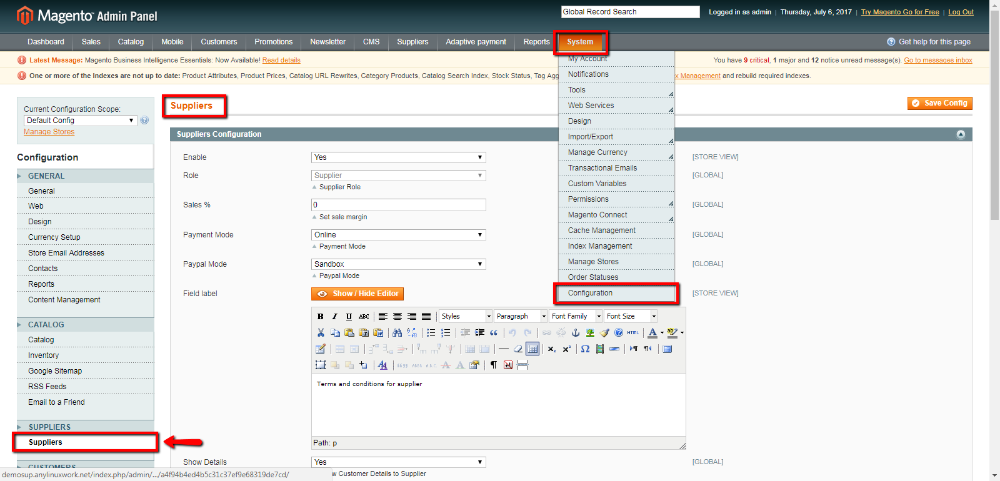 Magento Admin Panel
Global Record Search
Logged in as admin | Thursday, July 6, 2017 | Try Magento Go for Free | Log Out
Dashboard Sales Catalog Mobile Customers Promotions Newsletter CMS Suppliers Adaptive payment Reports System
Get help for this page
Latest Message: Magento Business Intelligence Essentials: Now Available! Read details
You have 9 critical, 1 major and 12 notice unread message(s). Go to messages inbox
One or more of the Indexes are not up to date: Product Attributes, Product Prices, Catalog URL Rewrites, Category Products, Catalog Search Index, Stock Status, Tag Agg
x Management and rebuild required indexes.
My Account
Notifications
Tools
Web Services
Design
Import/Export
Manage Currency
Transactional Emails
Custom Variables
Permissions
Magento Connect
Cache Management
Index Management
Manage Stores
Order Statuses
Configuration
Current Configuration Scope:
Default Config
Manage Stores
Configuration
GENERAL
General
Web
Design
Currency Setup
Store Email Addresses
Contacts
Reports
Content Management
CATALOG
Catalog
Inventory
Google Sitemap
RSS Feeds
Email to a Friend
SUPPLIERS
Suppliers
CUSTOMERS
Suppliers
Save Config
Suppliers Configuration
Enable Yes [STORE VIEW]
Role Supplier [GLOBAL]
Supplier Role
Sales % 0 [GLOBAL]
Set sale margin
Payment Mode Online [GLOBAL]
Payment Mode
Paypal Mode Sandbox [GLOBAL]
Paypal Mode
Field label Show / Hide Editor [STORE VIEW]
B I U ABC Styles Paragraph Font Family Font Size
HTML A ab
Terms and conditions for supplier
Path: p
Show Details Yes [GLOBAL]
w Customer Details to Supplier
demosup.anylinuxwork.net/index.php/admin/.../a4f94b4ed4b5c31c37ef9e68319de7cd/